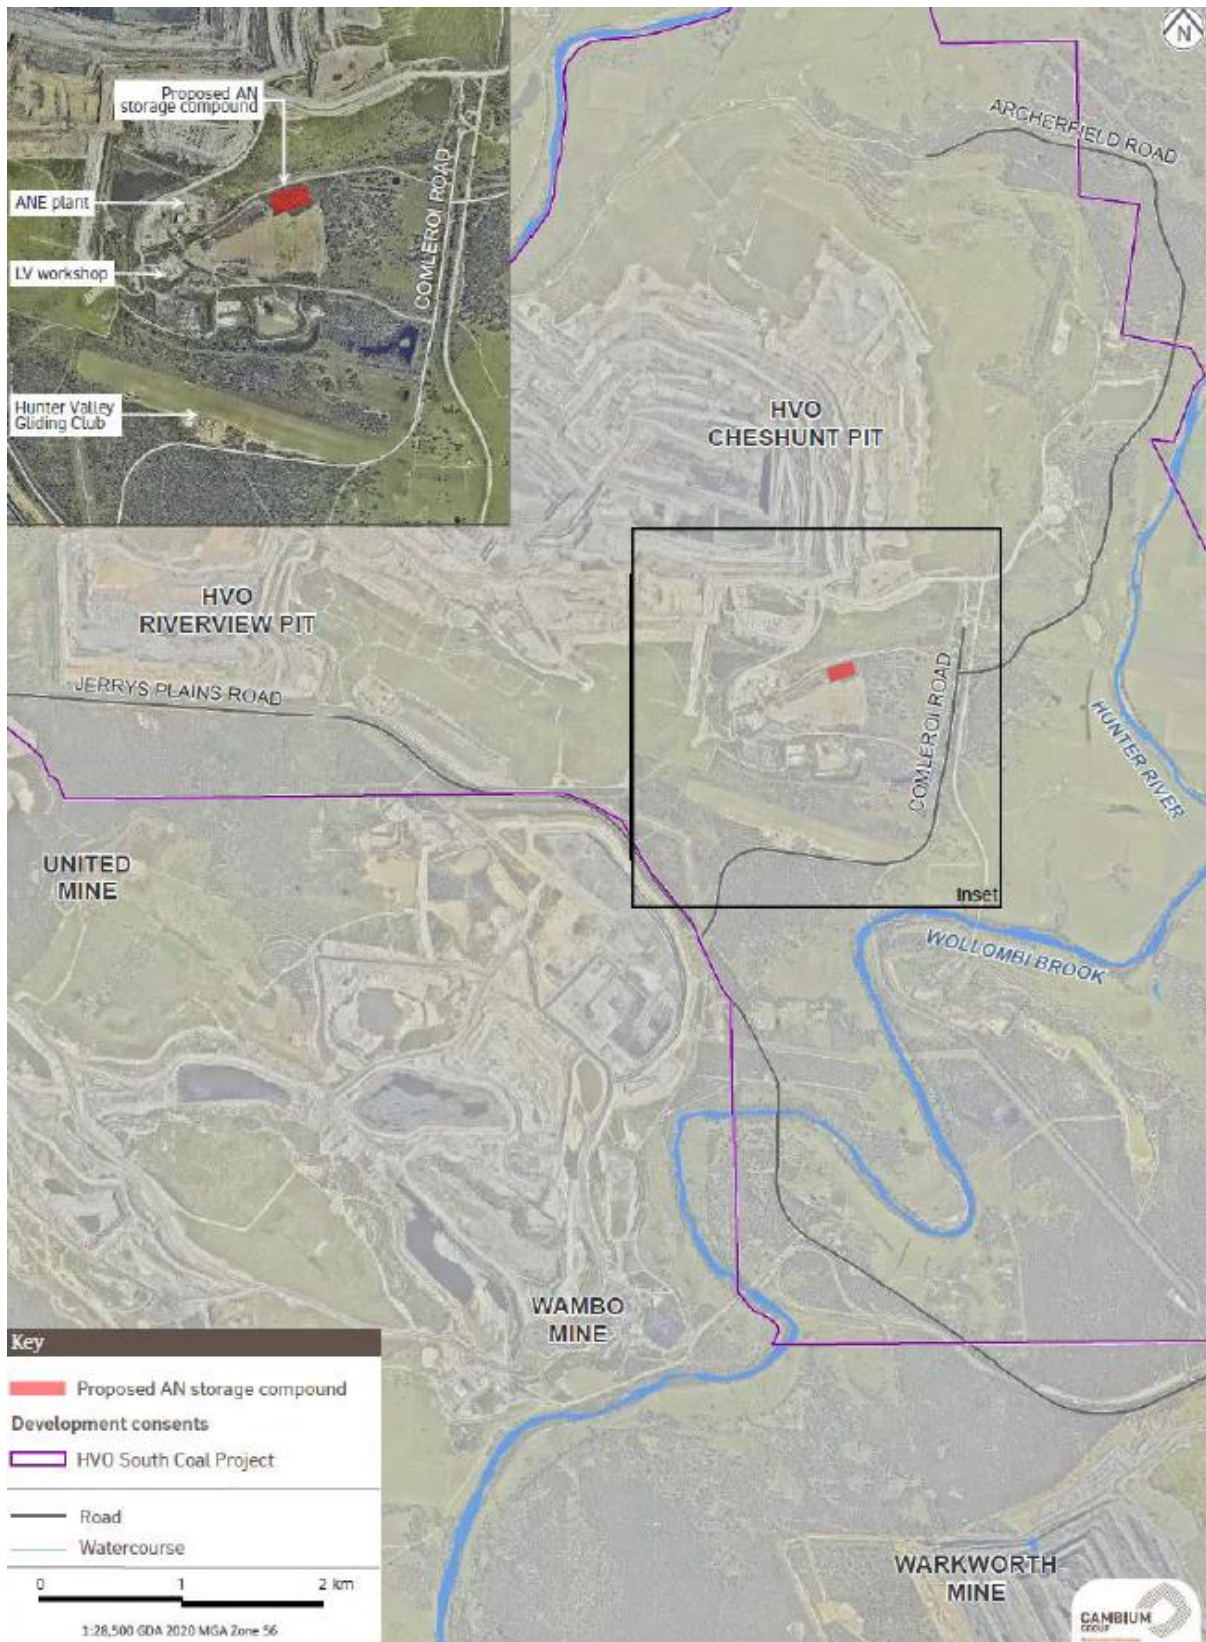 N
Proposed AN
storage compound
ANE plant
LV workshop
COMLEROI ROAD
Hunter Valley
Gliding Club
ARCHERFIELD ROAD
HVO
CHESHUNT PIT
HVO
RIVERVIEW PIT
JERRYS PLAINS ROAD
COMLEROI ROAD
HUNTER RIVER
UNITED
MINE
Inset
WOLLOMBI BROOK
WAMBO
MINE
Key
Proposed AN storage compound
Development consents
HVO South Coal Project
Road
Watercourse
0 1 2 km
1:28,500 GDA 2020 MGA Zone 56
WARKWORTH
MINE
CAMBIUM
GROUP